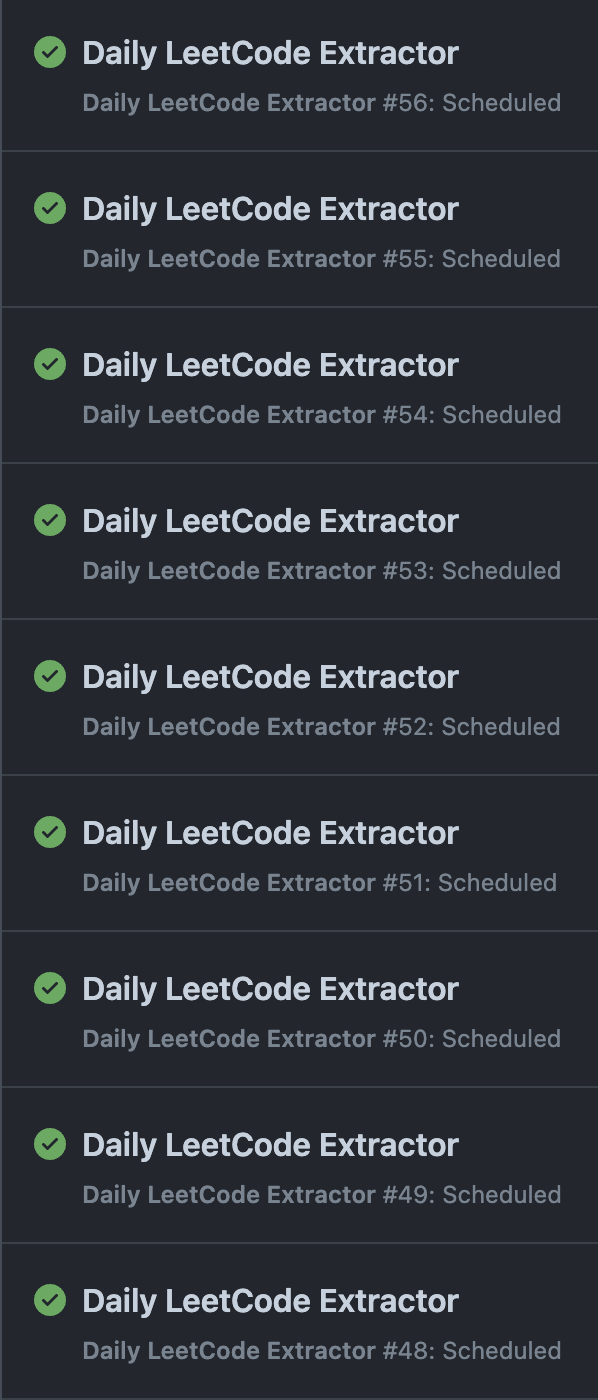 Daily LeetCode Extractor
Daily LeetCode Extractor #56: Scheduled
Daily LeetCode Extractor
Daily LeetCode Extractor #55: Scheduled
Daily LeetCode Extractor
Daily LeetCode Extractor #54: Scheduled
Daily LeetCode Extractor
Daily LeetCode Extractor #53: Scheduled
Daily LeetCode Extractor
Daily LeetCode Extractor #52: Scheduled
Daily LeetCode Extractor
Daily LeetCode Extractor #51: Scheduled
Daily LeetCode Extractor
Daily LeetCode Extractor #50: Scheduled
Daily LeetCode Extractor
Daily LeetCode Extractor #49: Scheduled
Daily LeetCode Extractor
Daily LeetCode Extractor #48: Scheduled